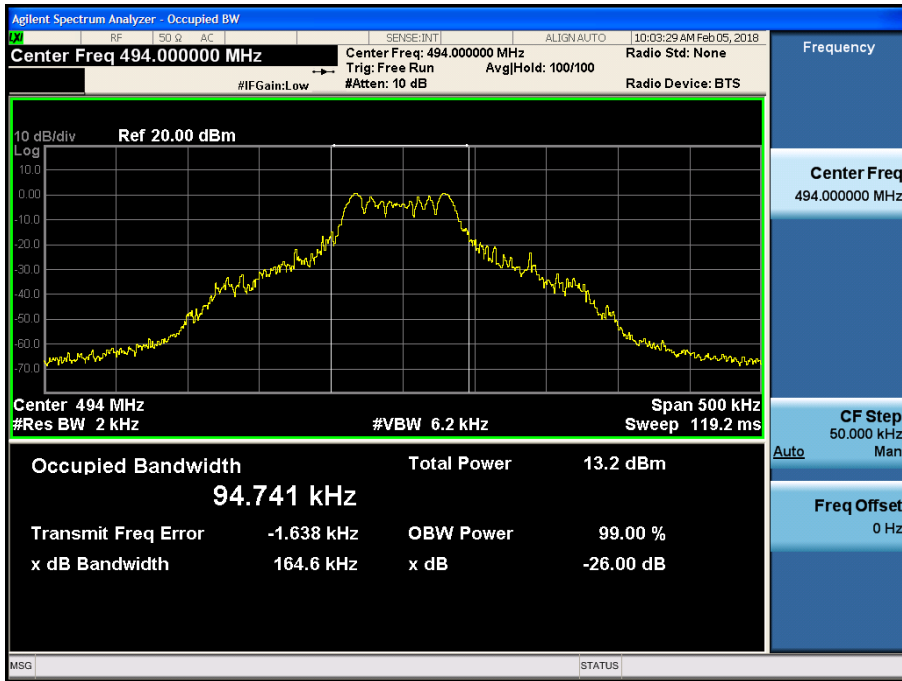 Agilent Spectrum Analyzer - Occupied BW
LXI RF 50 Ω AC SENSE:INT ALIGN AUTO 10:03:29 AM Feb 05, 2018
Center Freq 494.000000 MHz
Center Freq: 494.000000 MHz Radio Std: None
Trig: Free Run Avg|Hold: 100/100
#IFGain:Low #Atten: 10 dB Radio Device: BTS
Frequency
10 dB/div Ref 20.00 dBm
Log
10.0
0.00
-10.0
-20.0
-30.0
-40.0
-50.0
-60.0
-70.0
Center 494 MHz Span 500 kHz
#Res BW 2 kHz #VBW 6.2 kHz Sweep 119.2 ms
Occupied Bandwidth Total Power 13.2 dBm
94.741 kHz
Transmit Freq Error -1.638 kHz OBW Power 99.00 %
x dB Bandwidth 164.6 kHz x dB -26.00 dB
Center Freq
494.000000 MHz
CF Step
50.000 kHz
Auto Man
Freq Offset
0 Hz
MSG STATUS